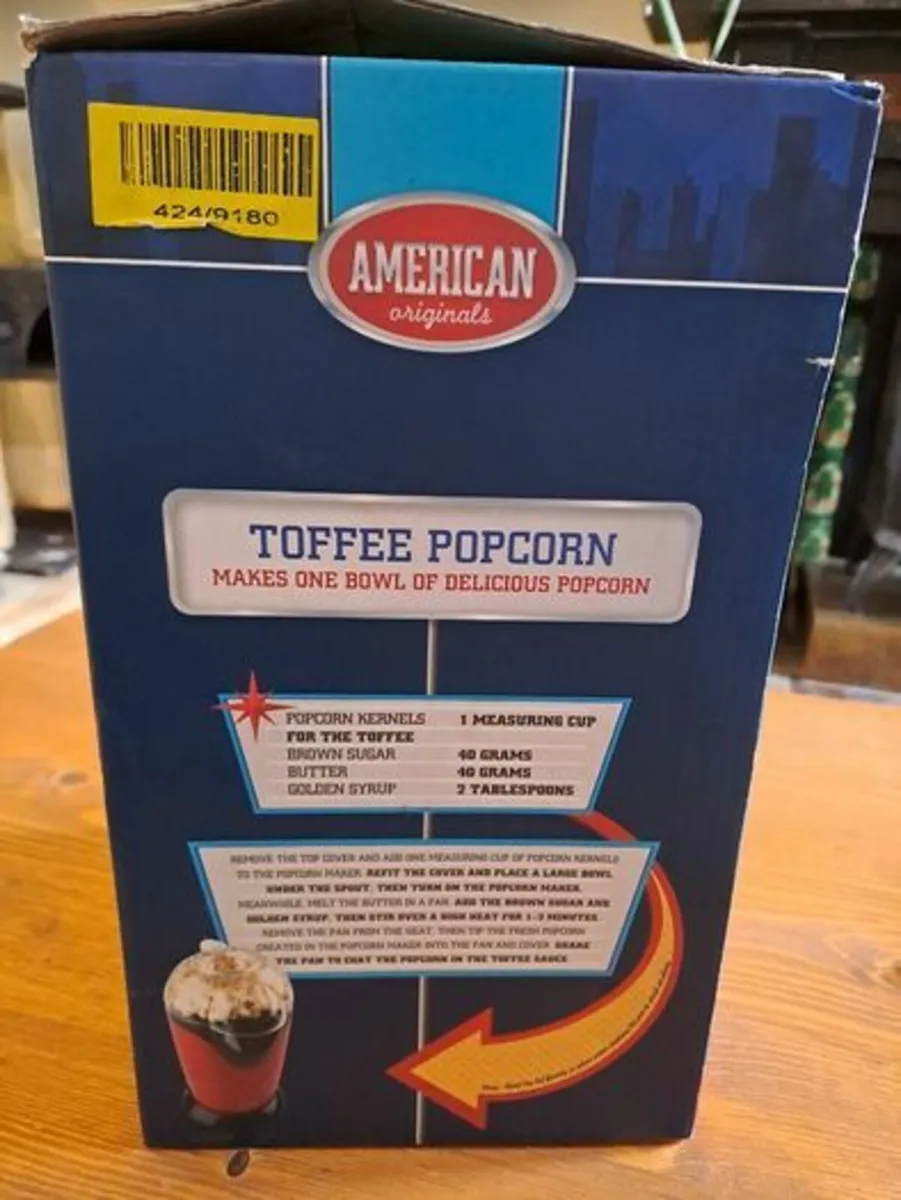 424/9180
AMERICAN
originals
TOFFEE POPCORN
MAKES ONE BOWL OF DELICIOUS POPCORN
POPCORN KERNELS 1 MEASURING CUP
FOR THE TOFFEE
BROWN SUGAR 40 GRAMS
BUTTER 40 GRAMS
GOLDEN SYRUP 2 TABLESPOONS
REMOVE THE TOP COVER AND ADD ONE MEASURING CUP OF POPCORN KERNELS
TO THE POPCORN MAKER. REFIT THE COVER AND PLACE A LARGE BOWL
UNDER THE SPOUT. THEN TURN ON THE POPCORN MAKER.
MEANWHILE, MELT THE BUTTER IN A PAN. ADD THE BROWN SUGAR AND
GOLDEN SYRUP. THEN STIR OVER A HIGH HEAT FOR 1-2 MINUTES.
REMOVE THE PAN FROM THE HEAT. THEN TIP THE FRESH POPCORN
CREATED IN THE POPCORN MAKER INTO THE PAN AND COVER. SHAKE
THE PAN TO COAT THE POPCORN IN THE TOFFEE SAUCE